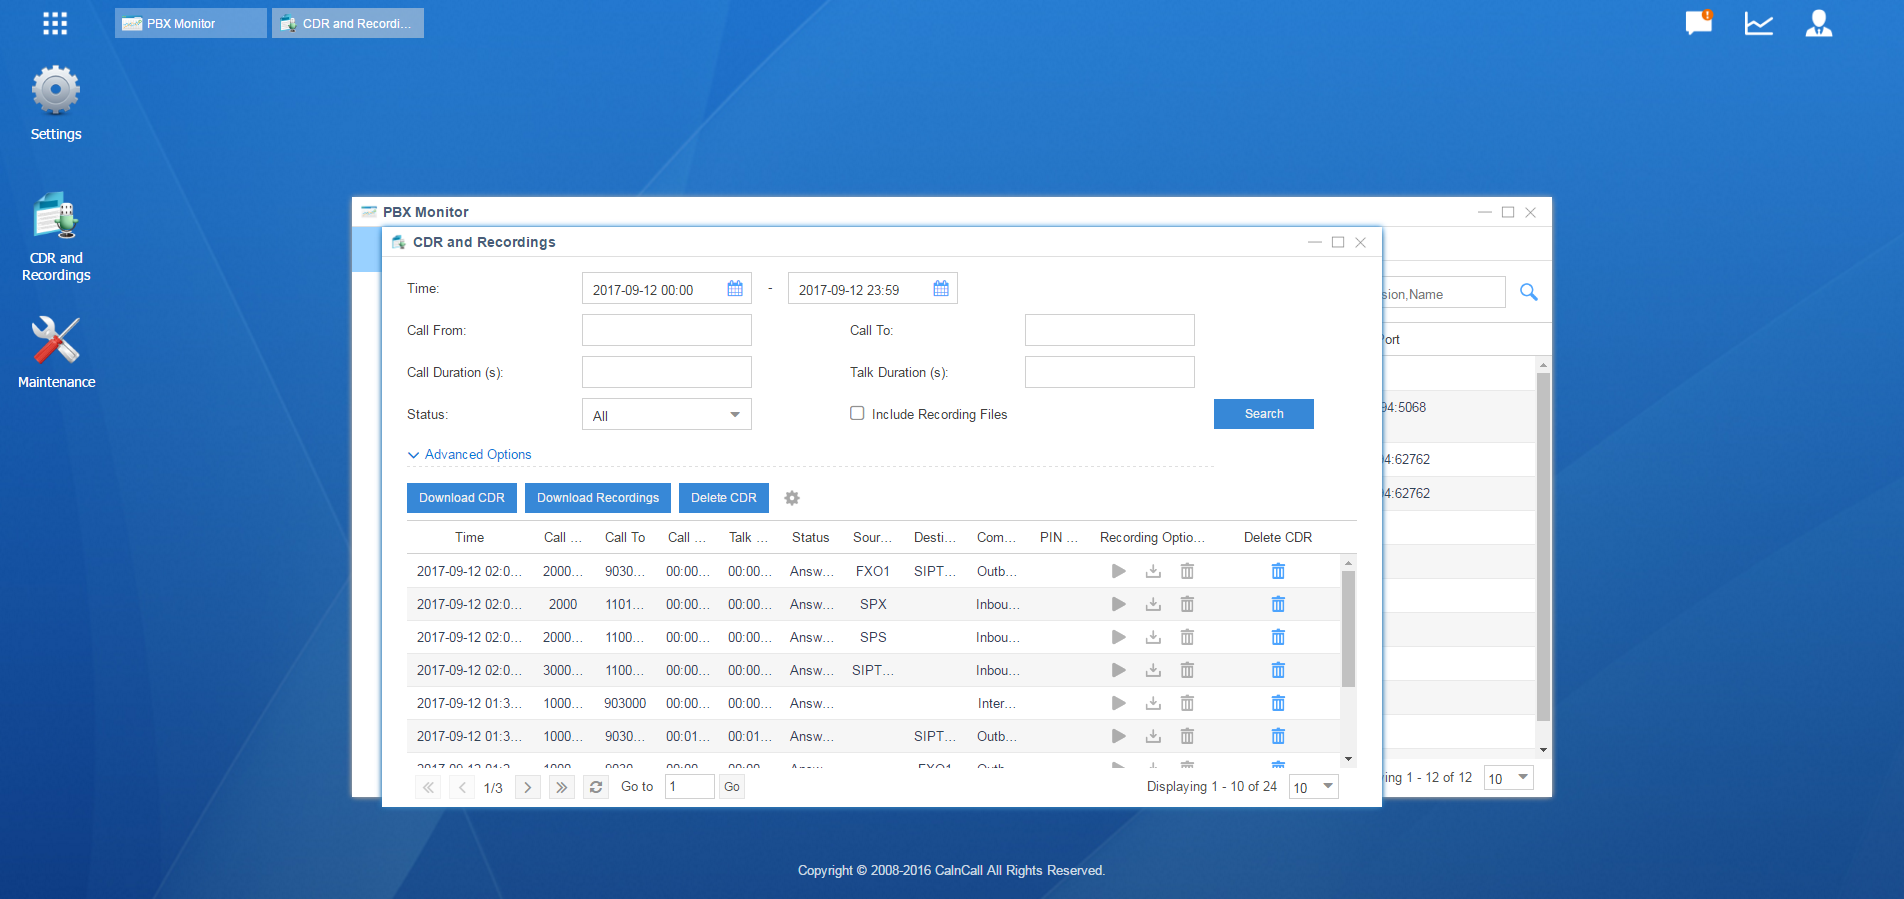 PBX Monitor
CDR and Recordi...
Settings
CDR and
Recordings
Maintenance
PBX Monitor
CDR and Recordings
Time:
2017-09-12 00:00
-
2017-09-12 23:59
sion,Name
Call From:
Call To:
Port
Call Duration (s):
Talk Duration (s):
94:5068
Status:
All
Include Recording Files
Search
Advanced Options
04:62762
Download CDR
Download Recordings
Delete CDR
04:62762
Time Call ... Call To Call ... Talk ... Status Sour... Desti... Com... PIN ... Recording Optio... Delete CDR
2017-09-12 02:0... 2000... 9030... 00:00... 00:00... Answ... FXO1 SIPT... Outb...
2017-09-12 02:0... 2000 1101... 00:00... 00:00... Answ... SPX Inbou...
2017-09-12 02:0... 2000... 1100... 00:00... 00:00... Answ... SPS Inbou...
2017-09-12 02:0... 3000... 1100... 00:00... 00:00... Answ... SIPT... Inbou...
2017-09-12 01:3... 1000... 903000 00:00... 00:00... Answ... Inter...
2017-09-12 01:3... 1000... 9030... 00:01... 00:01... Answ... SIPT... Outb...
1/3
Go to
1
Go
Displaying 1 - 10 of 24
10
ing 1 - 12 of 12
10
Copyright © 2008-2016 CalnCall All Rights Reserved.